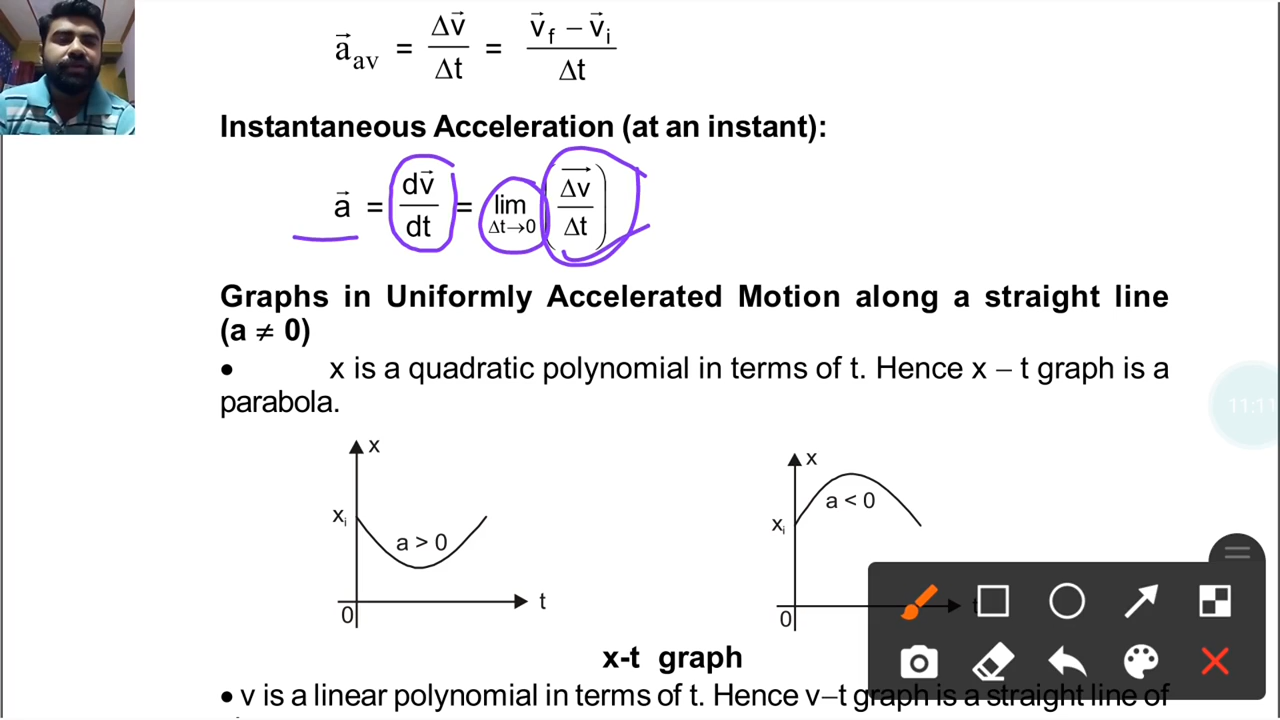 a⃗av = Δv⃗/Δt = (v⃗f − v⃗i)/Δt
Instantaneous Acceleration (at an instant):
a⃗ = dv⃗/dt = lim Δt→0 (Δv⃗/Δt)
Graphs in Uniformly Accelerated Motion along a straight line
(a ≠ 0)
• x is a quadratic polynomial in terms of t. Hence x − t graph is a
parabola.
11:11
x
xi
a > 0
0
t
x
xi
a < 0
0
t
x-t graph
• v is a linear polynomial in terms of t. Hence v−t graph is a straight line of